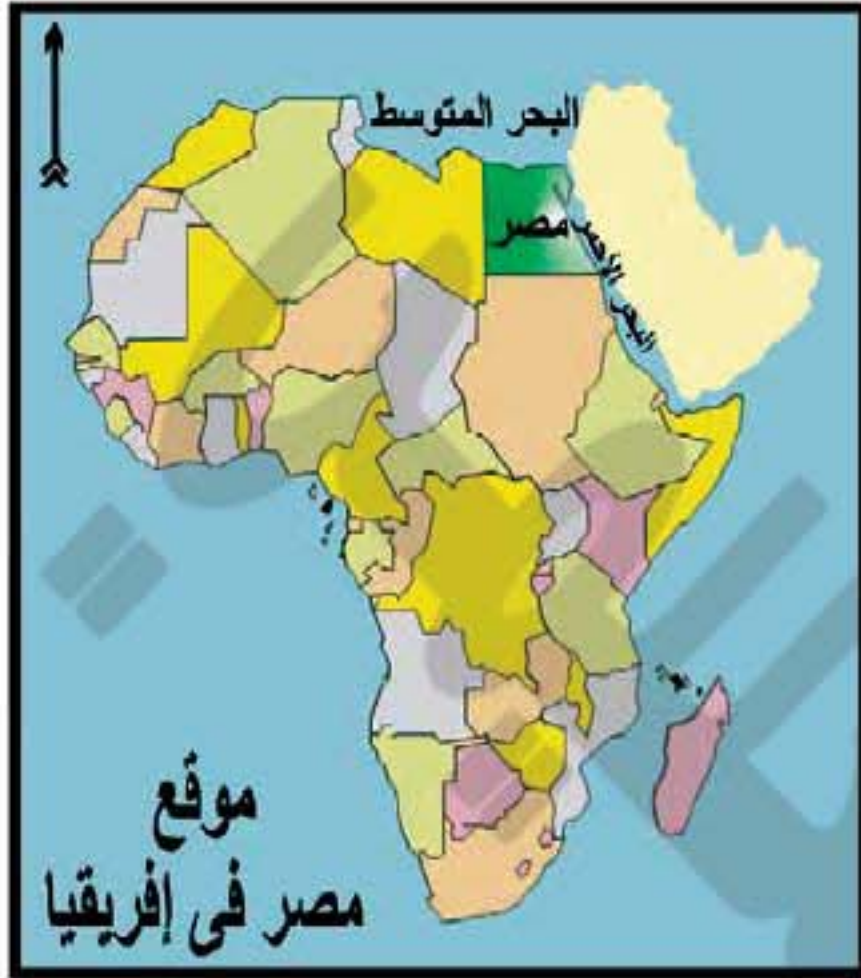 البحر المتوسط
مصر
البحر الأحمر
موقع
مصر فى إفريقيا